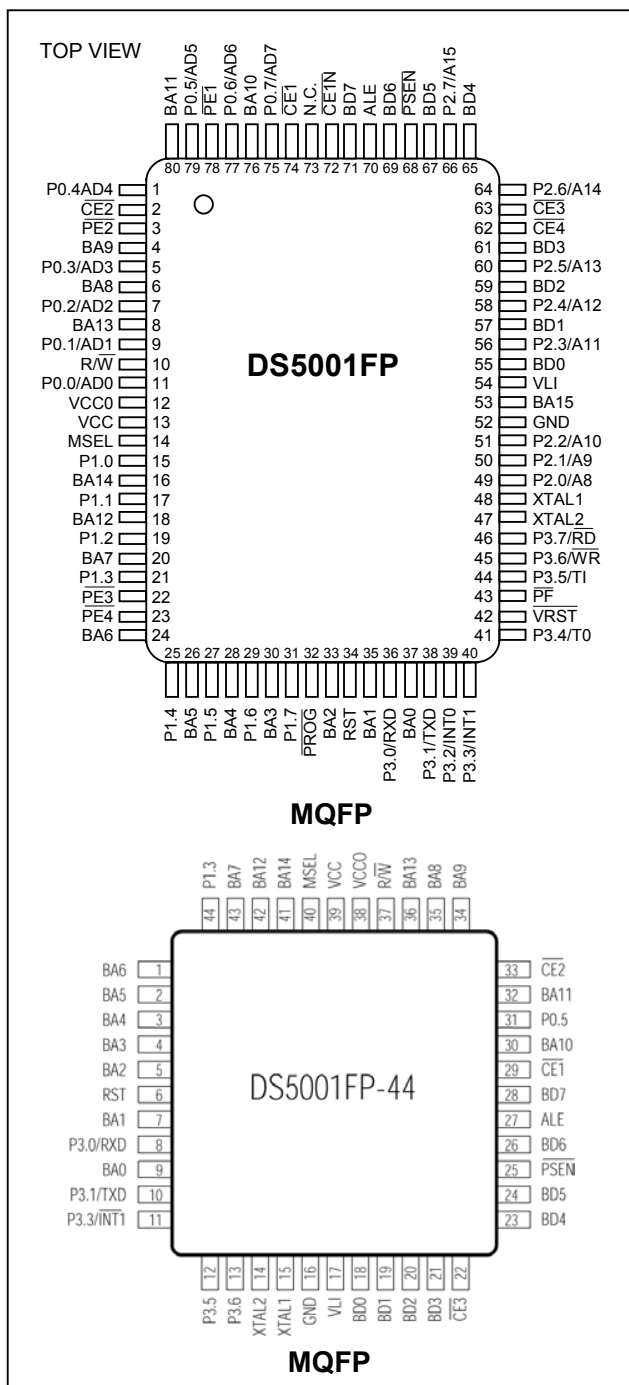 TOP VIEW
BA11
P0.5/AD5
PE1
P0.6/AD6
BA10
P0.7/AD7
CE1
N.C.
CE1N
BD7
ALE
BD6
PSEN
BD5
P2.7/A15
BD4
80 79 78 77 76 75 74 73 72 71 70 69 68 67 66 65
P0.4AD4 1
CE2 2
PE2 3
BA9 4
P0.3/AD3 5
BA8 6
P0.2/AD2 7
BA13 8
P0.1/AD1 9
R/W 10
P0.0/AD0 11
VCC0 12
VCC 13
MSEL 14
P1.0 15
BA14 16
P1.1 17
BA12 18
P1.2 19
BA7 20
P1.3 21
PE3 22
PE4 23
BA6 24
DS5001FP
64 P2.6/A14
63 CE3
62 CE4
61 BD3
60 P2.5/A13
59 BD2
58 P2.4/A12
57 BD1
56 P2.3/A11
55 BD0
54 VLI
53 BA15
52 GND
51 P2.2/A10
50 P2.1/A9
49 P2.0/A8
48 XTAL1
47 XTAL2
46 P3.7/RD
45 P3.6/WR
44 P3.5/TI
43 PF
42 VRST
41 P3.4/T0
25 26 27 28 29 30 31 32 33 34 35 36 37 38 39 40
P1.4
BA5
P1.5
BA4
P1.6
BA3
P1.7
PROG
BA2
RST
BA1
P3.0/RXD
BA0
P3.1/TXD
P3.2/INT0
P3.3/INT1
MQFP
P1.3
BA7
BA12
BA14
MSEL
VCC
VCCO
R/W
BA13
BA8
BA9
44 43 42 41 40 39 38 37 36 35 34
BA6 1
BA5 2
BA4 3
BA3 4
BA2 5
RST 6
BA1 7
P3.0/RXD 8
BA0 9
P3.1/TXD 10
P3.3/INT1 11
DS5001FP-44
33 CE2
32 BA11
31 P0.5
30 BA10
29 CE1
28 BD7
27 ALE
26 BD6
25 PSEN
24 BD5
23 BD4
12 13 14 15 16 17 18 19 20 21 22
P3.5
P3.6
XTAL2
XTAL1
GND
VLI
BD0
BD1
BD2
BD3
CE3
MQFP